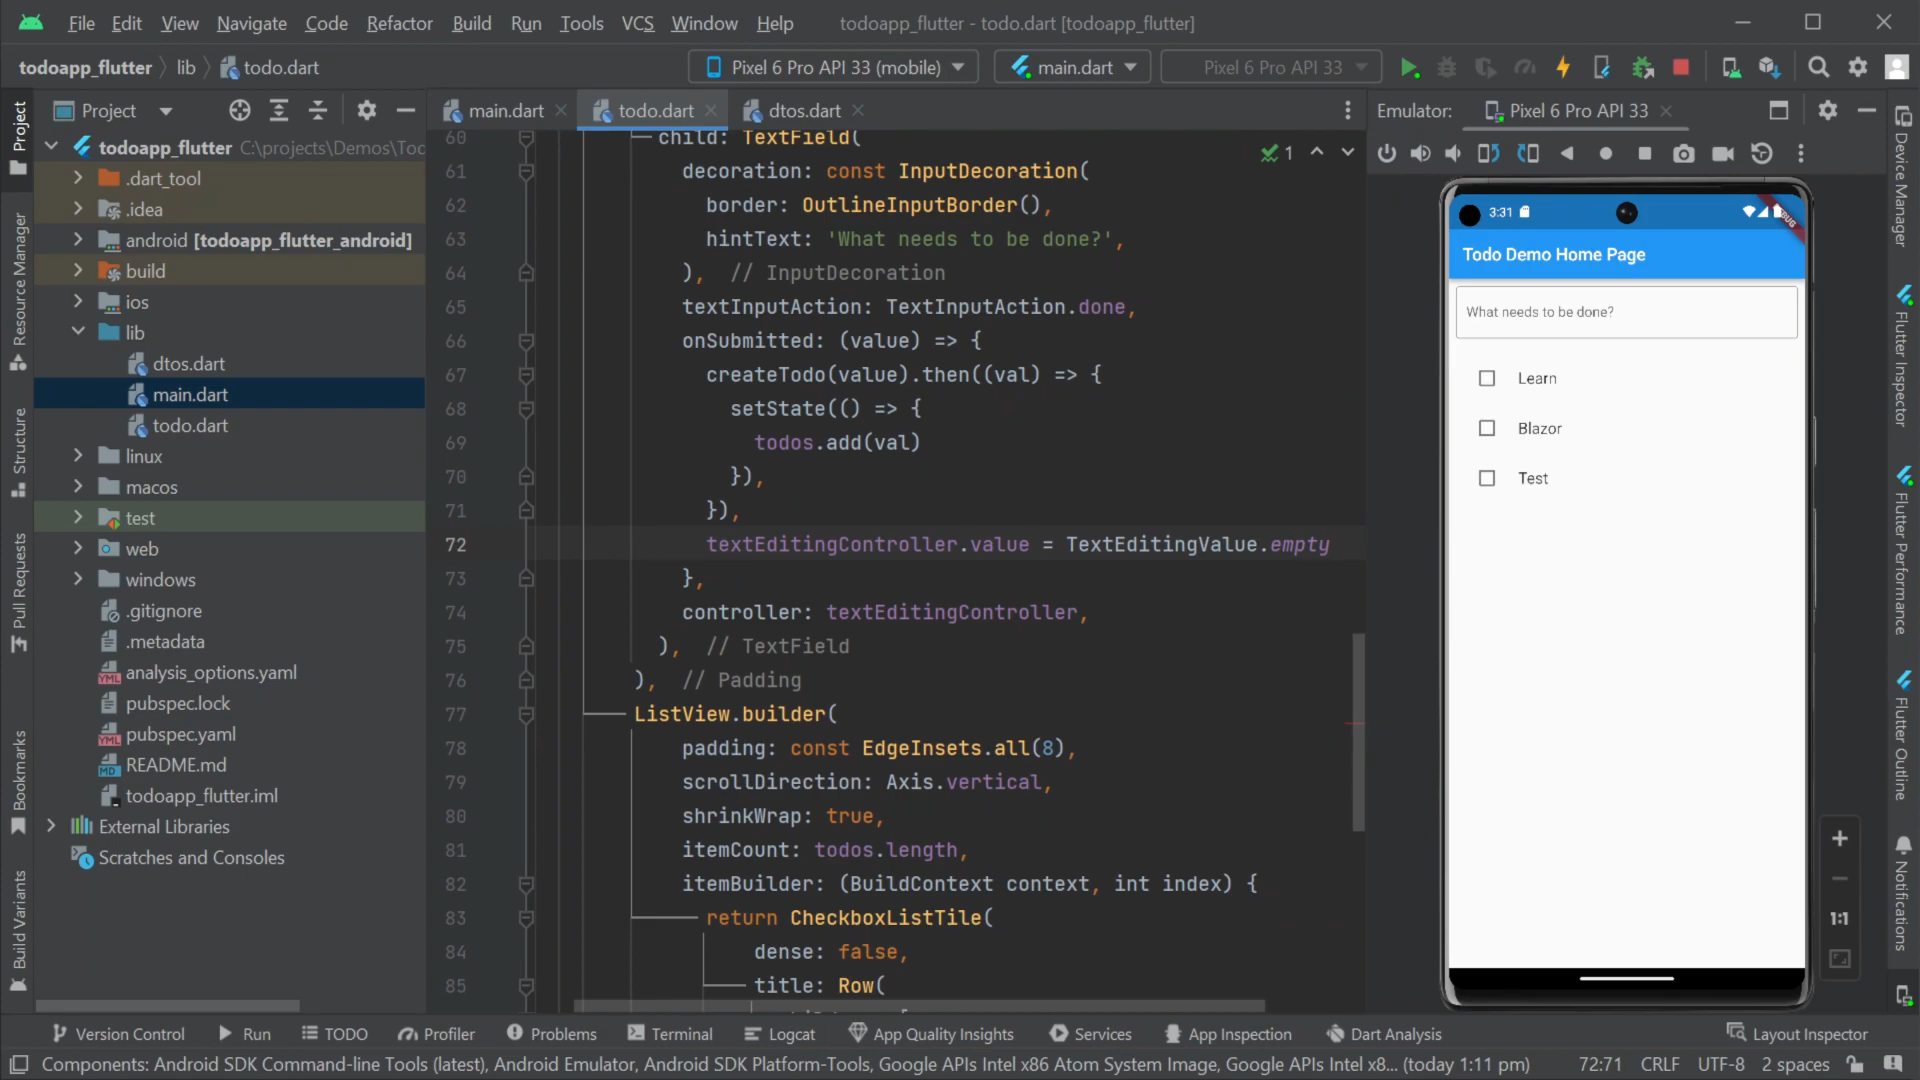 File Edit View Navigate Code Refactor Build Run Tools VCS Window Help todoapp_flutter - todo.dart [todoapp_flutter]
todoapp_flutter lib todo.dart Pixel 6 Pro API 33 (mobile) main.dart Pixel 6 Pro API 33
Project
Resource Manager
Structure
Pull Requests
Bookmarks
Build Variants
Project
todoapp_flutter C:\projects\Demos\Toc
.dart_tool
.idea
android [todoapp_flutter_android]
build
ios
lib
dtos.dart
main.dart
todo.dart
linux
macos
test
web
windows
.gitignore
.metadata
analysis_options.yaml
pubspec.lock
pubspec.yaml
README.md
todoapp_flutter.iml
External Libraries
Scratches and Consoles
main.dart todo.dart dtos.dart
1
60 child: TextField(
61 decoration: const InputDecoration(
62 border: OutlineInputBorder(),
63 hintText: 'What needs to be done?',
64 ), // InputDecoration
65 textInputAction: TextInputAction.done,
66 onSubmitted: (value) => {
67 createTodo(value).then((val) => {
68 setState(() => {
69 todos.add(val)
70 }),
71 }),
72 textEditingController.value = TextEditingValue.empty
73 },
74 controller: textEditingController,
75 ), // TextField
76 ), // Padding
77 ListView.builder(
78 padding: const EdgeInsets.all(8),
79 scrollDirection: Axis.vertical,
80 shrinkWrap: true,
81 itemCount: todos.length,
82 itemBuilder: (BuildContext context, int index) {
83 return CheckboxListTile(
84 dense: false,
85 title: Row(
Emulator: Pixel 6 Pro API 33
3:31
Todo Demo Home Page
What needs to be done?
Learn
Blazor
Test
1:1
Device Manager
Flutter Inspector
Flutter Performance
Flutter Outline
Notifications
Version Control Run TODO Profiler Problems Terminal Logcat App Quality Insights Services App Inspection Dart Analysis Layout Inspector
Components: Android SDK Command-line Tools (latest), Android Emulator, Android SDK Platform-Tools, Google APIs Intel x86 Atom System Image, Google APIs Intel x8... (today 1:11 pm) 72:71 CRLF UTF-8 2 spaces